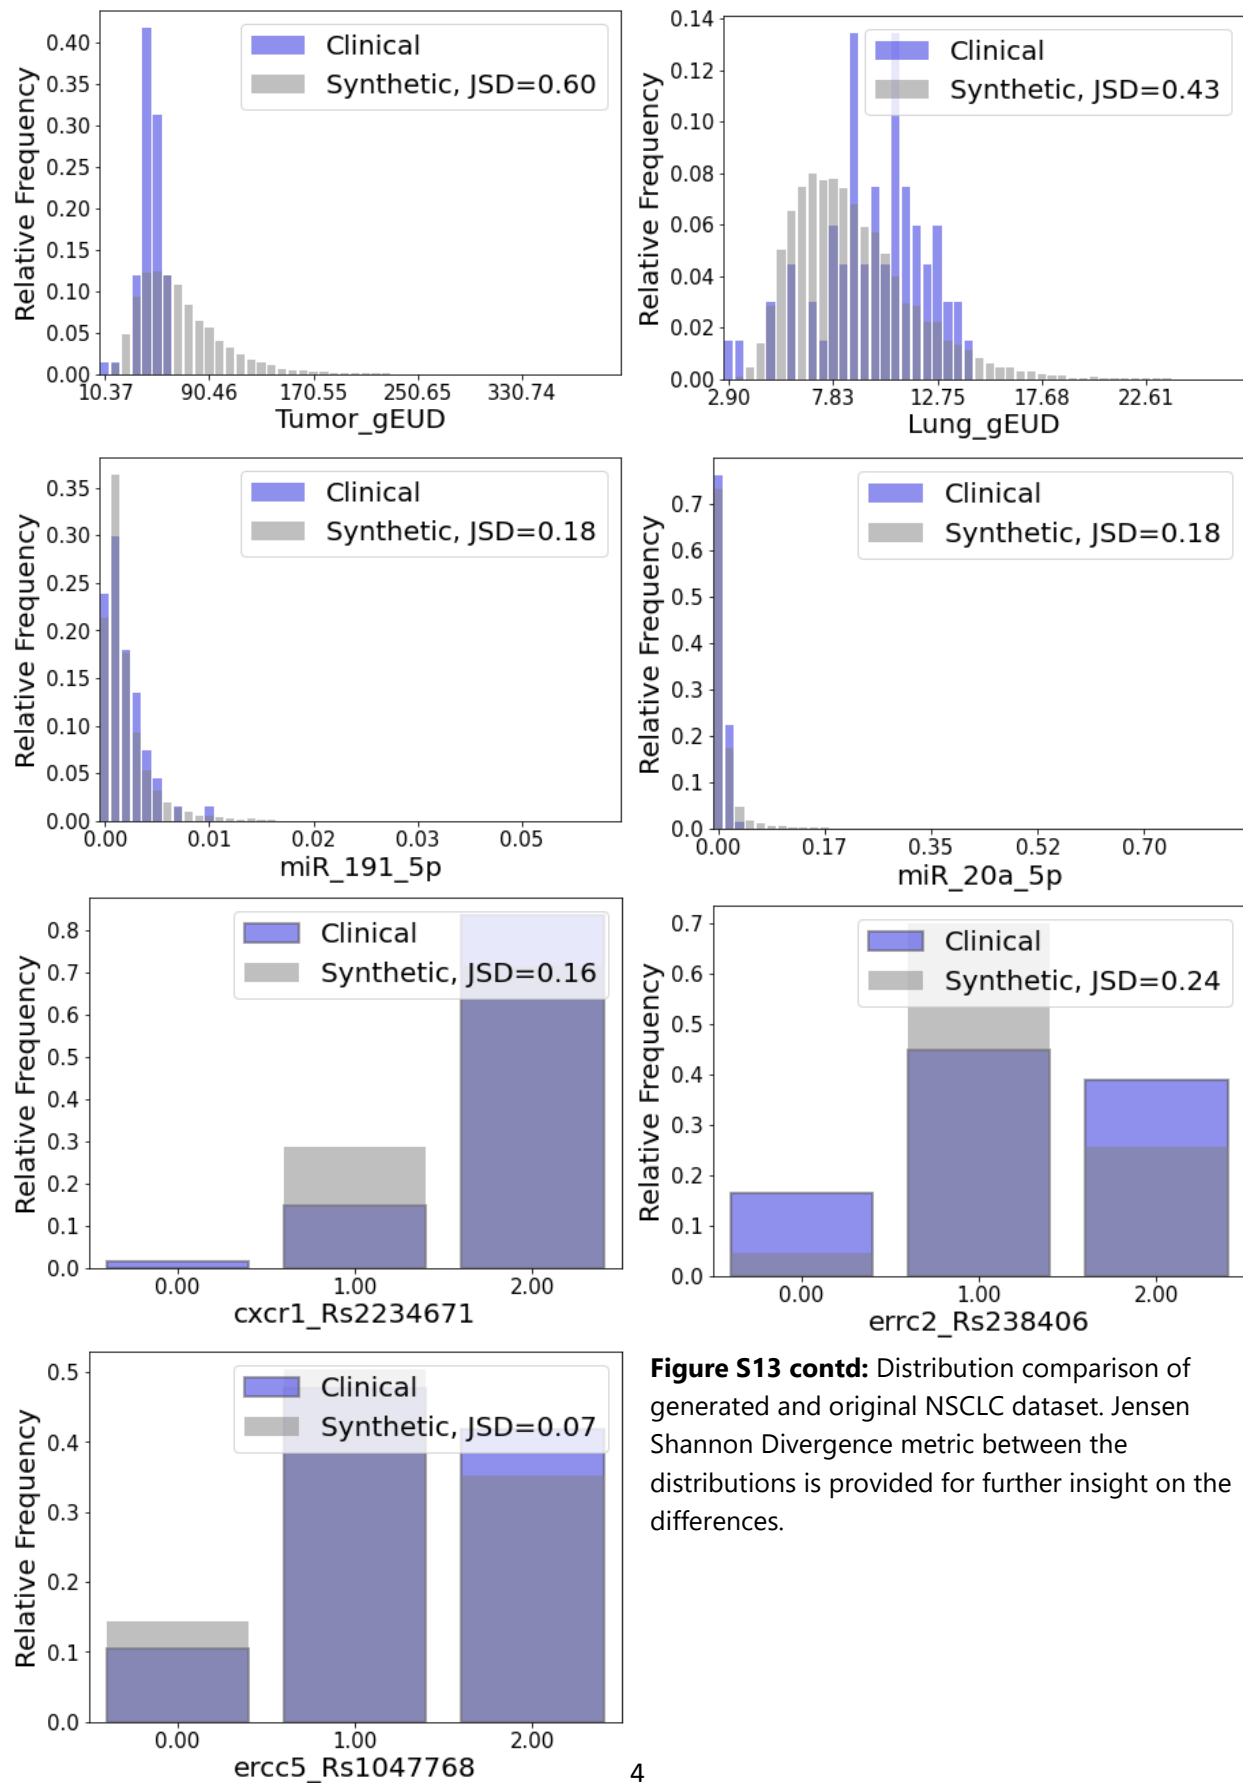 0.40
0.35
0.30
0.25
0.20
0.15
0.10
0.05
0.00
Relative Frequency
Clinical
Synthetic, JSD=0.60
10.37 90.46 170.55 250.65 330.74
Tumor_gEUD
0.14
0.12
0.10
0.08
0.06
0.04
0.02
0.00
Relative Frequency
Clinical
Synthetic, JSD=0.43
2.90 7.83 12.75 17.68 22.61
Lung_gEUD
0.35
0.30
0.25
0.20
0.15
0.10
0.05
0.00
Relative Frequency
Clinical
Synthetic, JSD=0.18
0.00 0.01 0.02 0.03 0.05
miR_191_5p
0.7
0.6
0.5
0.4
0.3
0.2
0.1
0.0
Relative Frequency
Clinical
Synthetic, JSD=0.18
0.00 0.17 0.35 0.52 0.70
miR_20a_5p
0.8
0.7
0.6
0.5
0.4
0.3
0.2
0.1
0.0
Relative Frequency
Clinical
Synthetic, JSD=0.16
0.00 1.00 2.00
cxcr1_Rs2234671
0.7
0.6
0.5
0.4
0.3
0.2
0.1
0.0
Relative Frequency
Clinical
Synthetic, JSD=0.24
0.00 1.00 2.00
errc2_Rs238406
0.5
0.4
0.3
0.2
0.1
0.0
Relative Frequency
Clinical
Synthetic, JSD=0.07
0.00 1.00 2.00
ercc5_Rs1047768
Figure S13 contd: Distribution comparison of
generated and original NSCLC dataset. Jensen
Shannon Divergence metric between the
distributions is provided for further insight on the
differences.
4